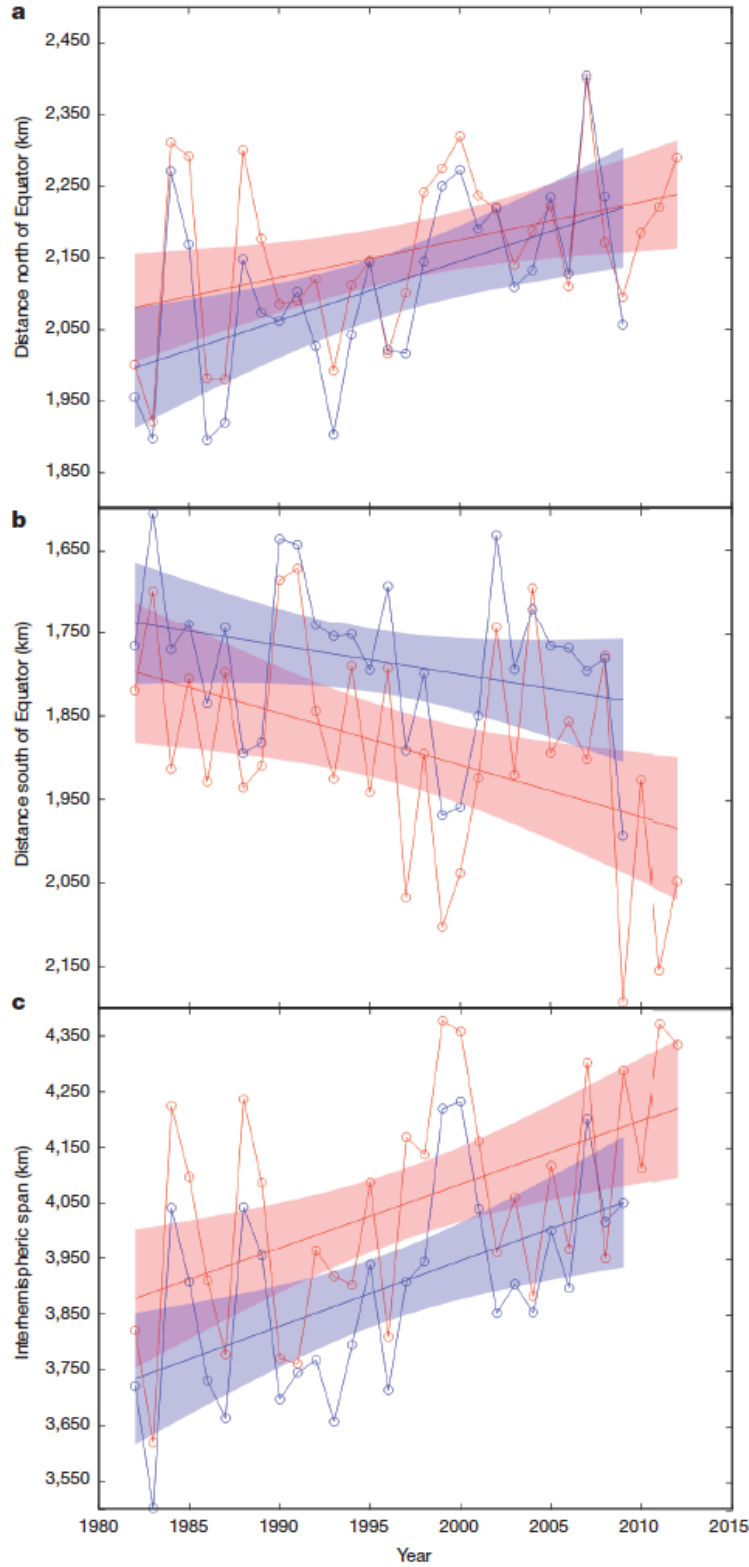 a
2,450
2,350
2,250
2,150
2,050
1,950
1,850
Distance north of Equator (km)
b
1,650
1,750
1,850
1,950
2,050
2,150
Distance south of Equator (km)
c
4,350
4,250
4,150
4,050
3,950
3,850
3,750
3,650
3,550
Interhemispheric span (km)
1980 1985 1990 1995 2000 2005 2010 2015
Year